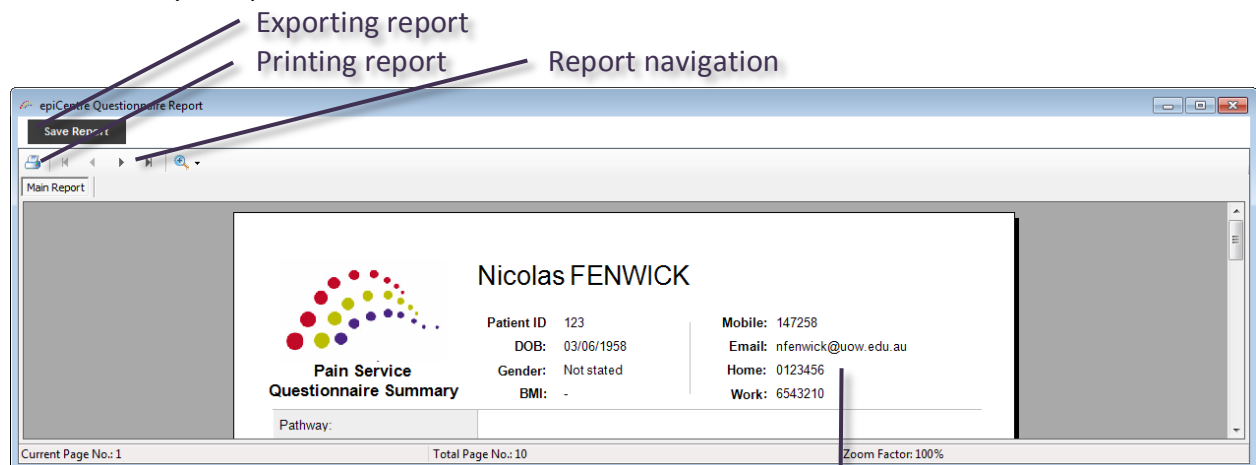 Exporting report
Printing report
Report navigation
epiCentre Questionnaire Report
Save Report
Main Report
Nicolas FENWICK
Patient ID 123
DOB: 03/06/1958
Gender: Not stated
BMI: -
Mobile: 147258
Email: nfenwick@uow.edu.au
Home: 0123456
Work: 6543210
Pain Service
Questionnaire Summary
Pathway:
Current Page No.: 1
Total Page No.: 10
Zoom Factor: 100%